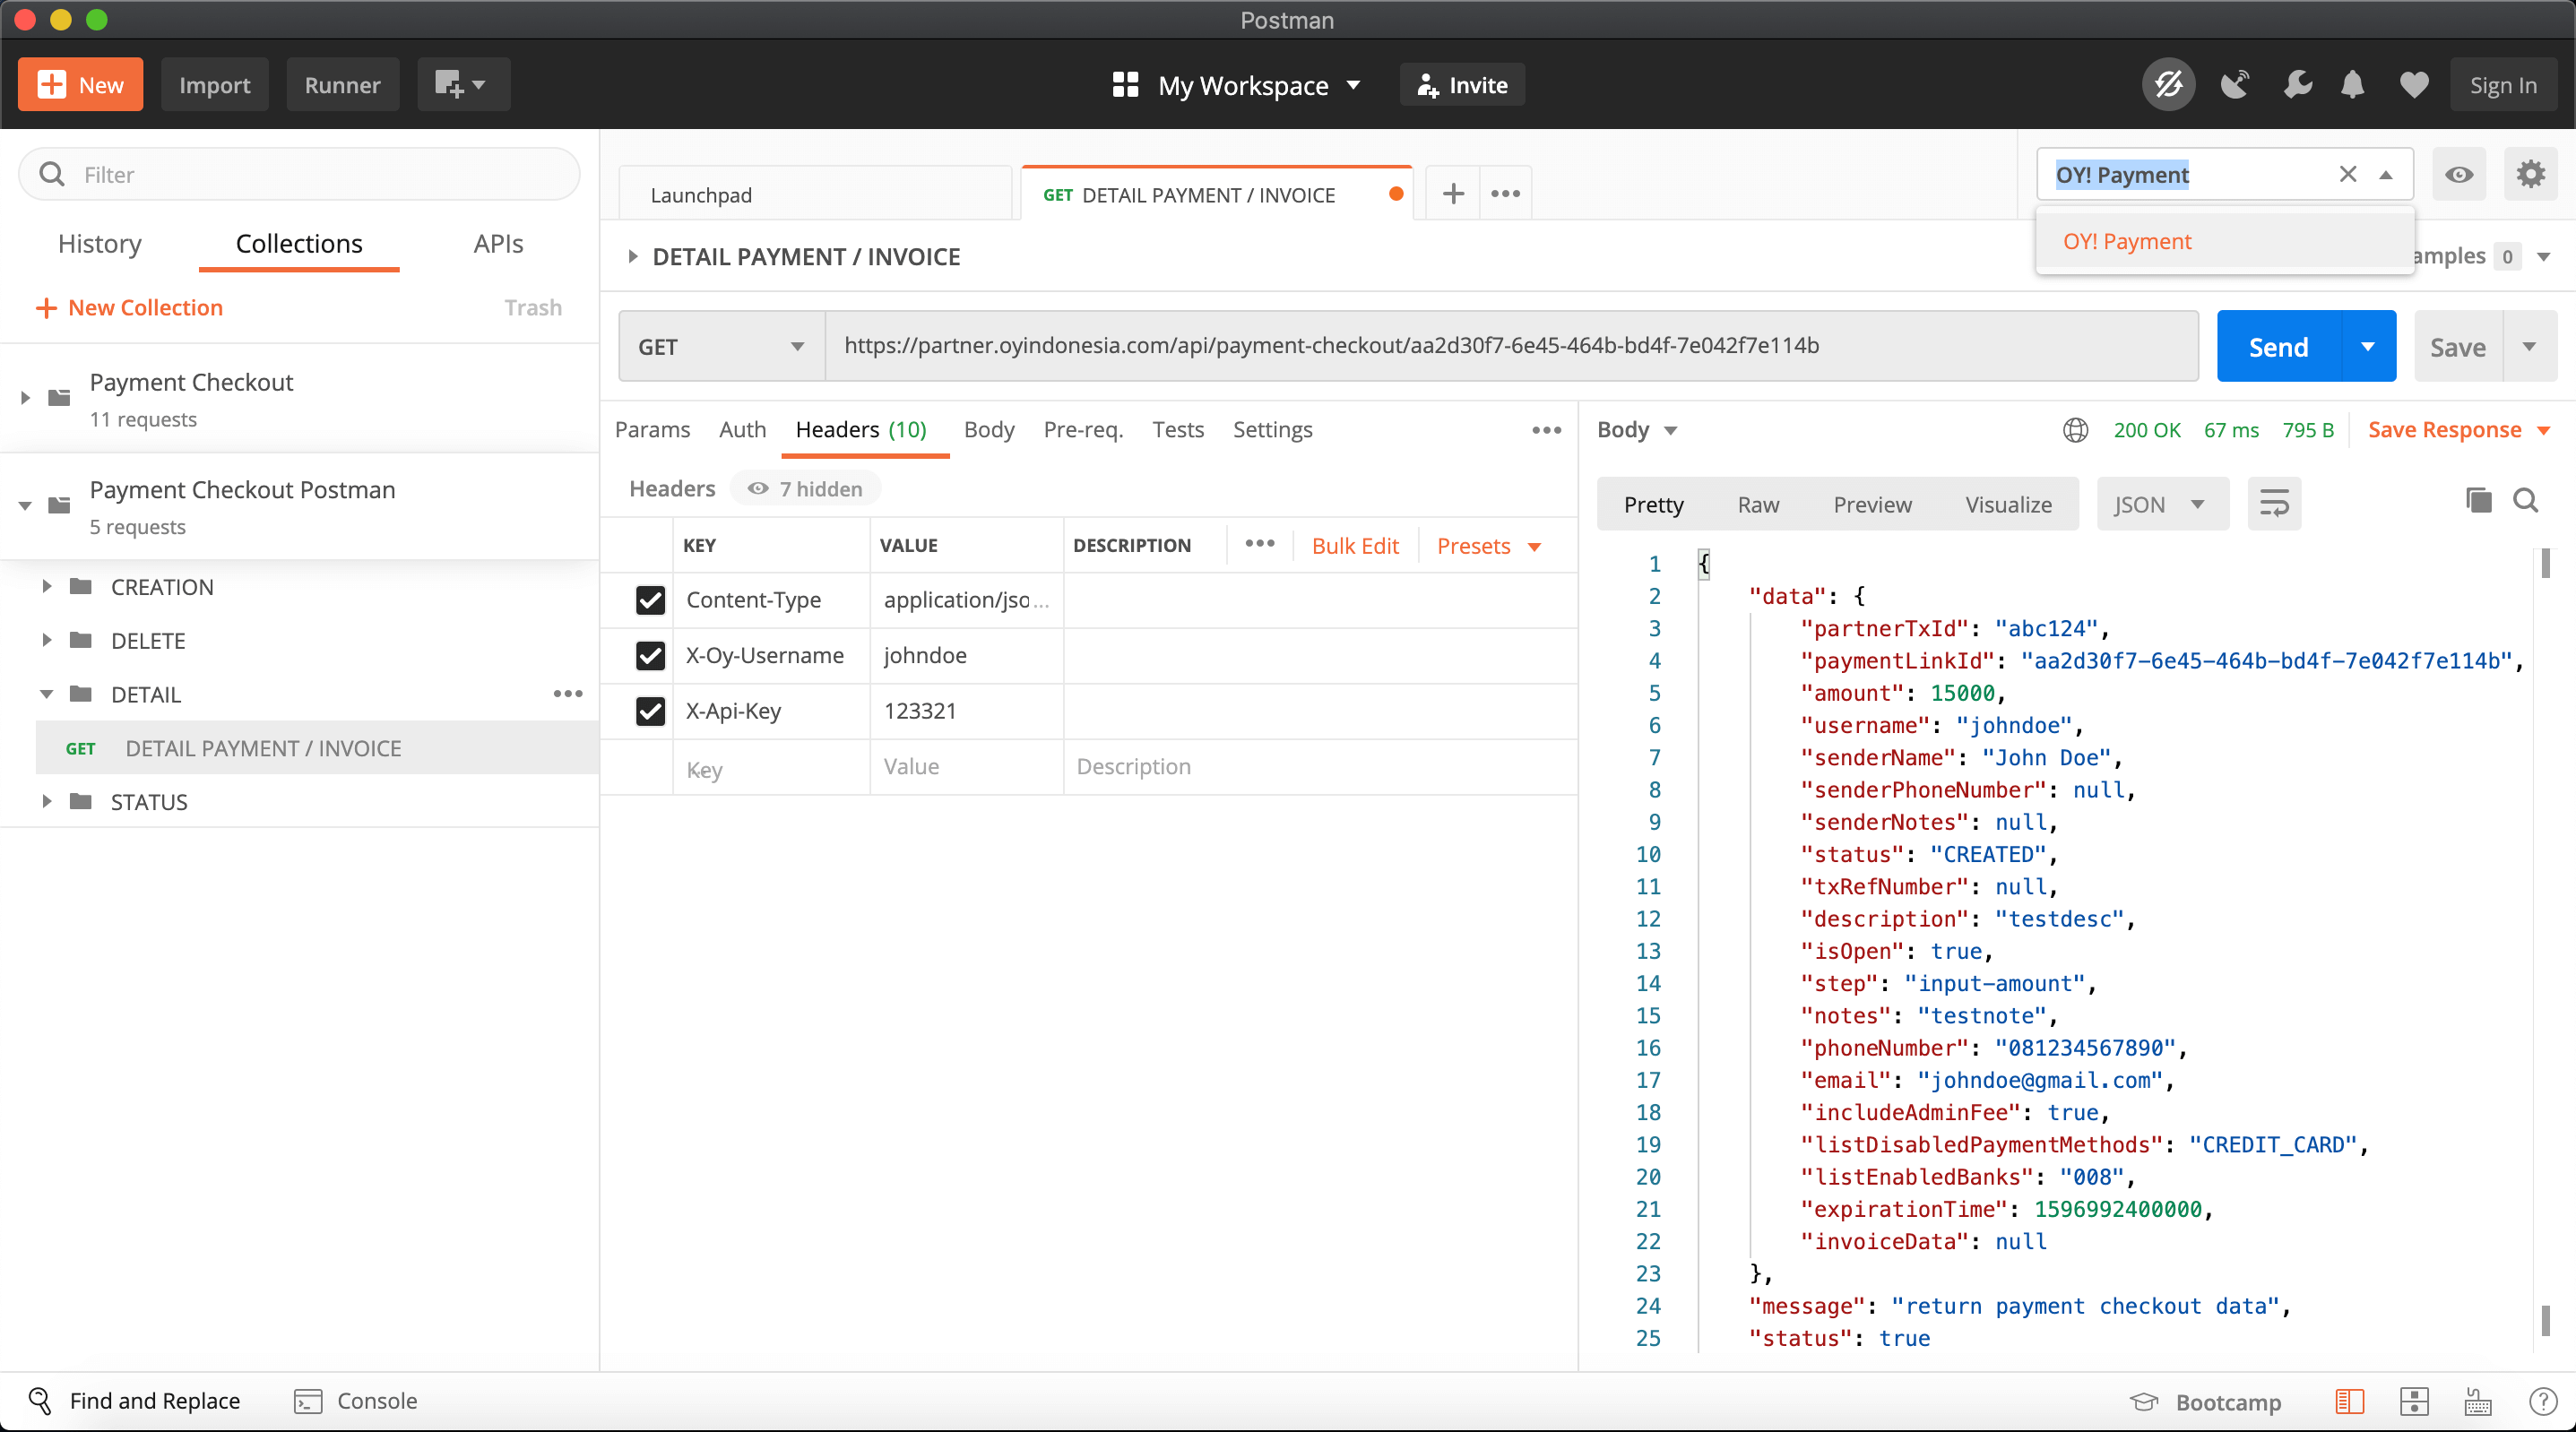 Postman
New
Import
Runner
My Workspace
Invite
Sign In
Filter
History
Collections
APIs
New Collection
Trash
Payment Checkout
11 requests
Payment Checkout Postman
5 requests
CREATION
DELETE
DETAIL
GET DETAIL PAYMENT / INVOICE
STATUS
Launchpad
GET DETAIL PAYMENT / INVOICE
OY! Payment
OY! Payment
DETAIL PAYMENT / INVOICE
amples 0
GET
https://partner.oyindonesia.com/api/payment-checkout/aa2d30f7-6e45-464b-bd4f-7e042f7e114b
Send
Save
Params Auth Headers (10) Body Pre-req. Tests Settings
Headers 7 hidden
KEY VALUE DESCRIPTION Bulk Edit Presets
Content-Type application/jso...
X-Oy-Username johndoe
X-Api-Key 123321
Key Value Description
Body
200 OK 67 ms 795 B Save Response
Pretty Raw Preview Visualize JSON
1 {
2 "data": {
3 "partnerTxId": "abc124",
4 "paymentLinkId": "aa2d30f7-6e45-464b-bd4f-7e042f7e114b",
5 "amount": 15000,
6 "username": "johndoe",
7 "senderName": "John Doe",
8 "senderPhoneNumber": null,
9 "senderNotes": null,
10 "status": "CREATED",
11 "txRefNumber": null,
12 "description": "testdesc",
13 "isOpen": true,
14 "step": "input-amount",
15 "notes": "testnote",
16 "phoneNumber": "081234567890",
17 "email": "johndoe@gmail.com",
18 "includeAdminFee": true,
19 "listDisabledPaymentMethods": "CREDIT_CARD",
20 "listEnabledBanks": "008",
21 "expirationTime": 1596992400000,
22 "invoiceData": null
23 },
24 "message": "return payment checkout data",
25 "status": true
Find and Replace
Console
Bootcamp